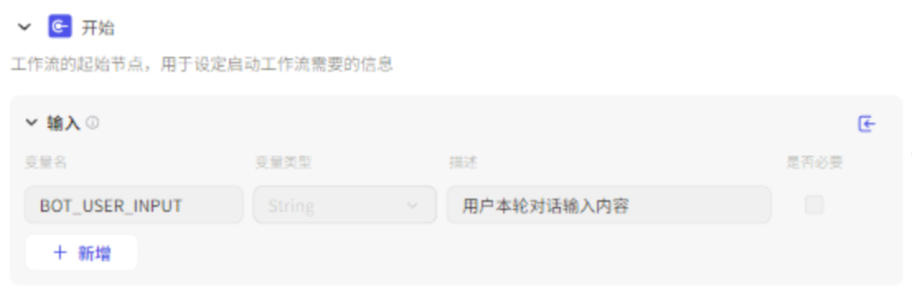 开始
工作流的起始节点，用于设定启动工作流需要的信息
输入
变量名 变量类型 描述 是否必要
BOT_USER_INPUT String 用户本轮对话输入内容
+ 新增